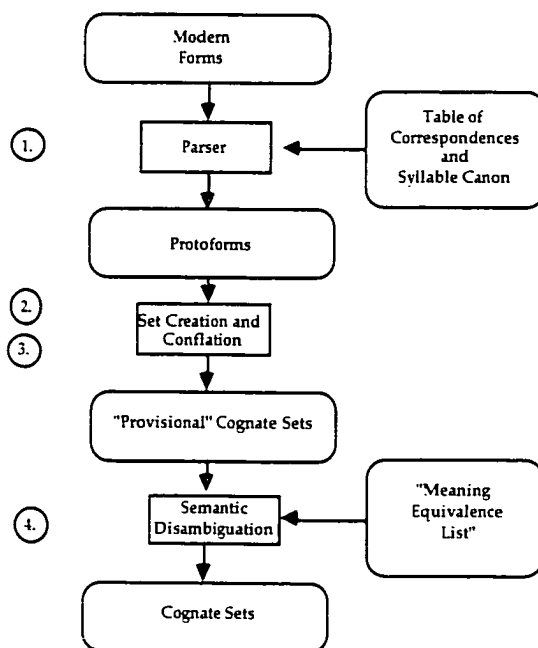 Modern
Forms
1.
Parser
Table of
Correspondences
and
Syllable Canon
Protoforms
2.
3.
Set Creation and
Conflation
"Provisional" Cognate Sets
4.
Semantic
Disambiguation
"Meaning
Equivalence
List"
Cognate Sets